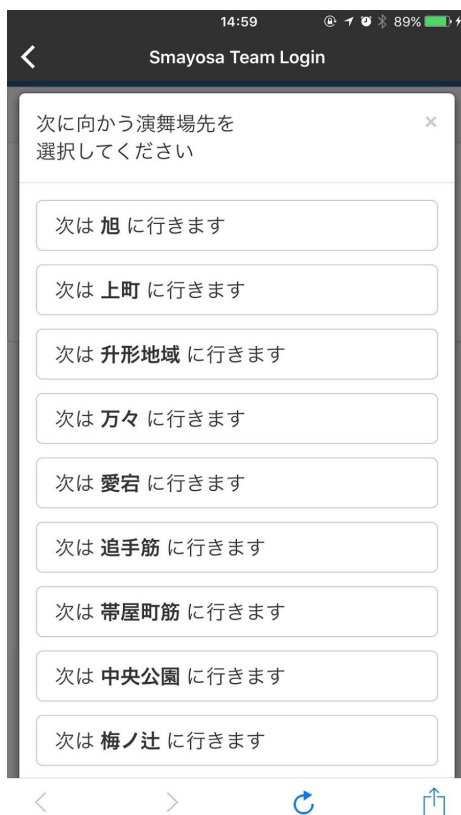 14:59
89%
Smayosa Team Login
次に向かう演舞場先を
選択してください
×
次は 旭 に行きます
次は 上町 に行きます
次は 升形地域 に行きます
次は 万々 に行きます
次は 愛宕 に行きます
次は 追手筋 に行きます
次は 帯屋町筋 に行きます
次は 中央公園 に行きます
次は 梅ノ辻 に行きます